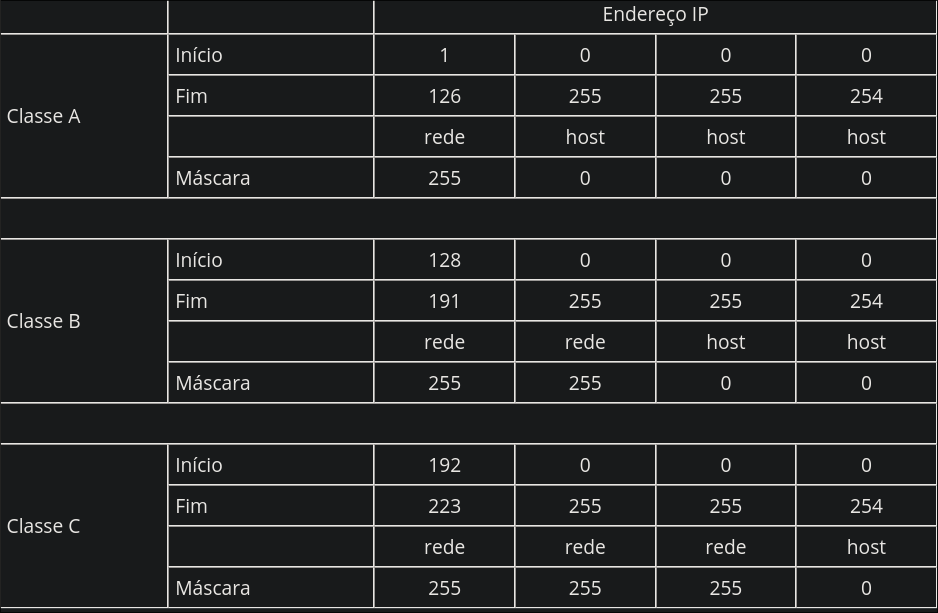 Endereço IP
Início 1 0 0 0
Fim 126 255 255 254
Classe A
rede host host host
Máscara 255 0 0 0
Início 128 0 0 0
Fim 191 255 255 254
Classe B
rede rede host host
Máscara 255 255 0 0
Início 192 0 0 0
Fim 223 255 255 254
Classe C
rede rede rede host
Máscara 255 255 255 0